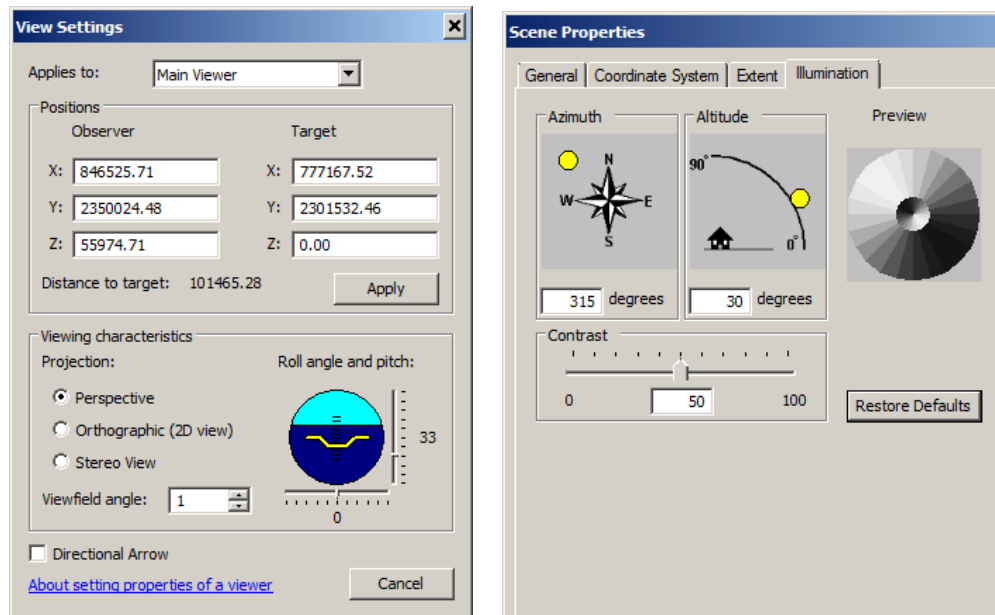 View Settings
Applies to: Main Viewer
Positions
Observer Target
X: 846525.71 X: 777167.52
Y: 2350024.48 Y: 2301532.46
Z: 55974.71 Z: 0.00
Distance to target: 101465.28 Apply
Viewing characteristics
Projection: Roll angle and pitch:
Perspective
Orthographic (2D view)
33
Stereo View
Viewfield angle: 1
0
Directional Arrow
About setting properties of a viewer Cancel
Scene Properties
General Coordinate System Extent Illumination
Azimuth Altitude Preview
N
W E
S
90°
0°
315 degrees 30 degrees
Contrast
0 50 100
Restore Defaults